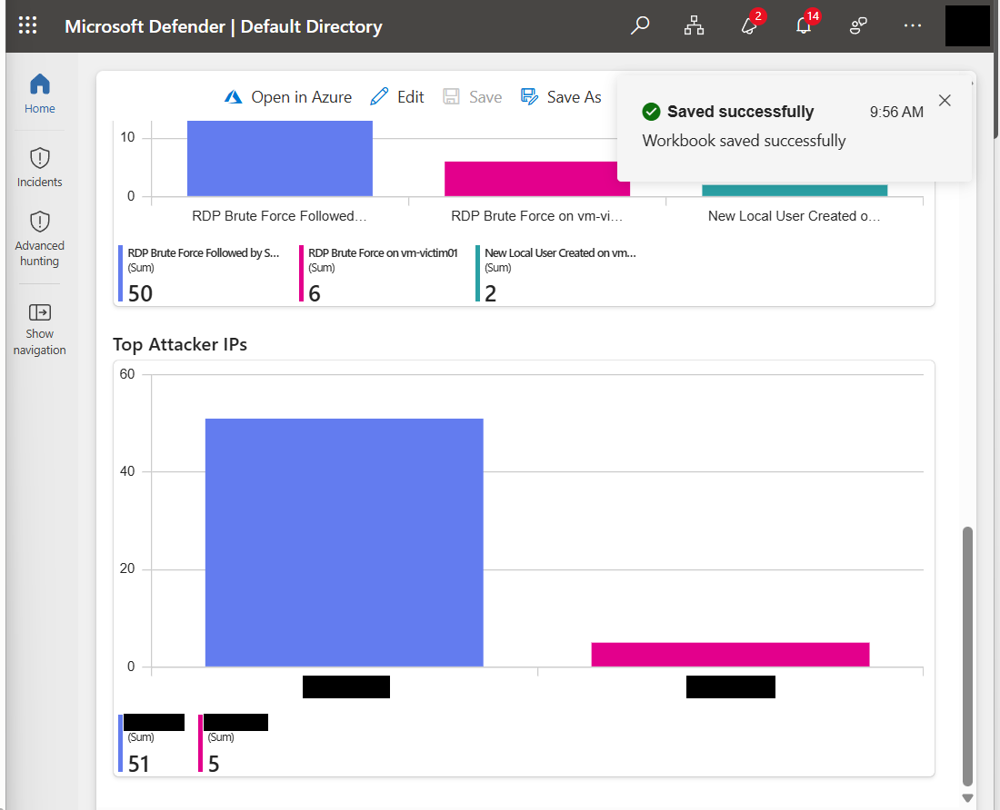 Microsoft Defender | Default Directory
2
14
Home
Incidents
Advanced
hunting
Show
navigation
Open in Azure
Edit
Save
Save As
Saved successfully
9:56 AM
Workbook saved successfully
10
0
RDP Brute Force Followed...
RDP Brute Force on vm-vi...
New Local User Created o...
RDP Brute Force Followed by S...
(Sum)
50
RDP Brute Force on vm-victim01
(Sum)
6
New Local User Created on vm...
(Sum)
2
Top Attacker IPs
60
40
20
0
(Sum)
51
(Sum)
5